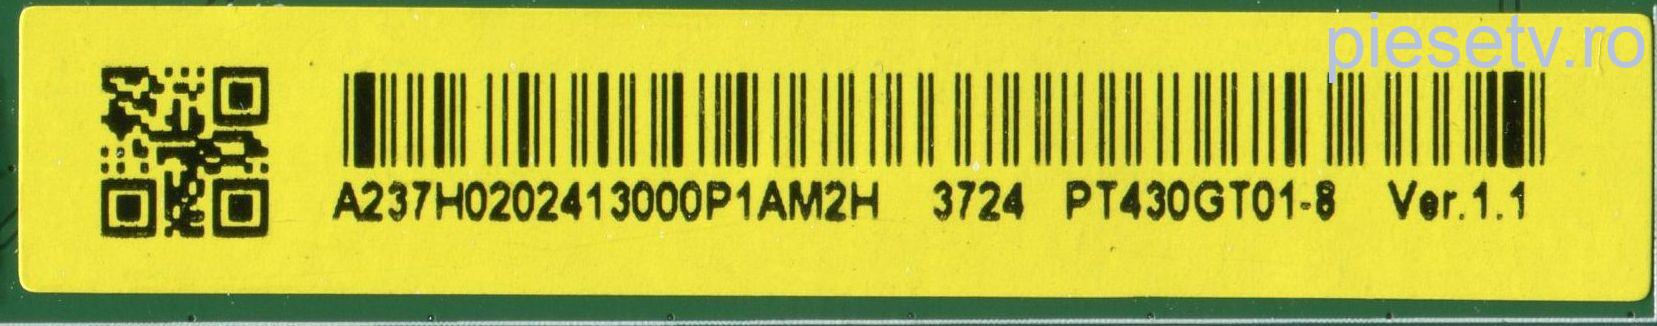 piesetv.ro
A237H0202413000P1AM2H 3724 PT430GT01-8 Ver.1.1